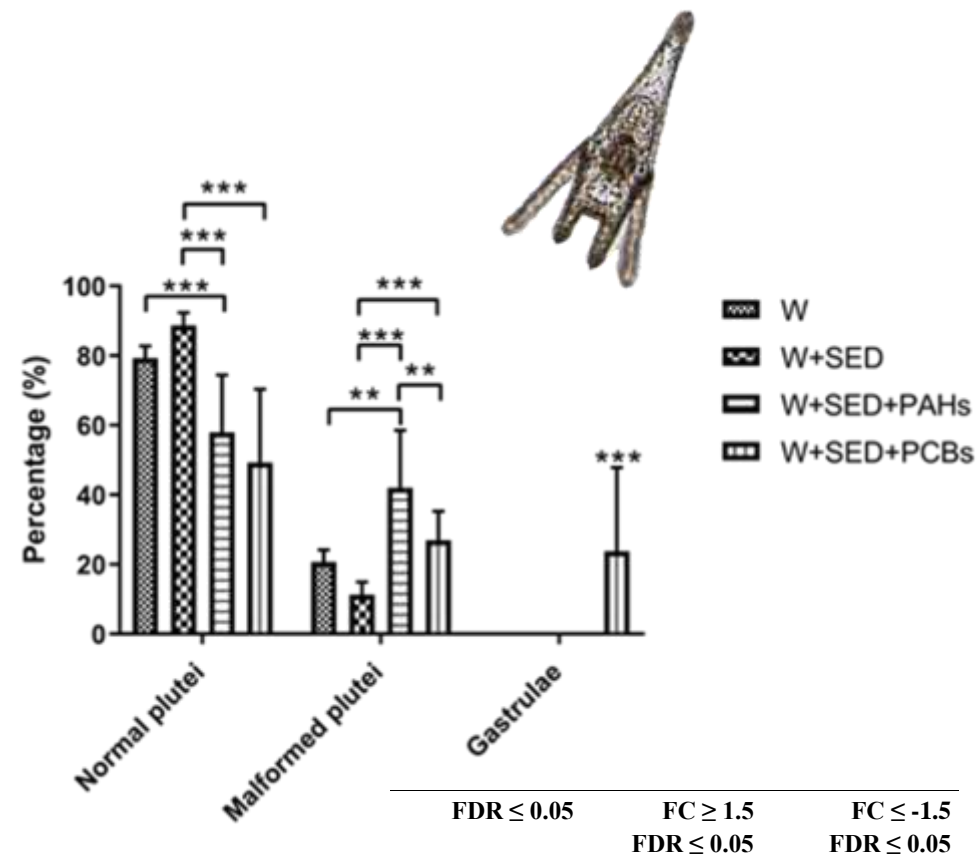 ***
***
***
***
***
**
**
***
100
80
60
40
20
0
Percentage (%)
Normal plutei
Malformed plutei
Gastrulae
W
W+SED
W+SED+PAHs
W+SED+PCBs
FDR ≤ 0.05 FC ≥ 1.5 FC ≤ -1.5
FDR ≤ 0.05 FDR ≤ 0.05